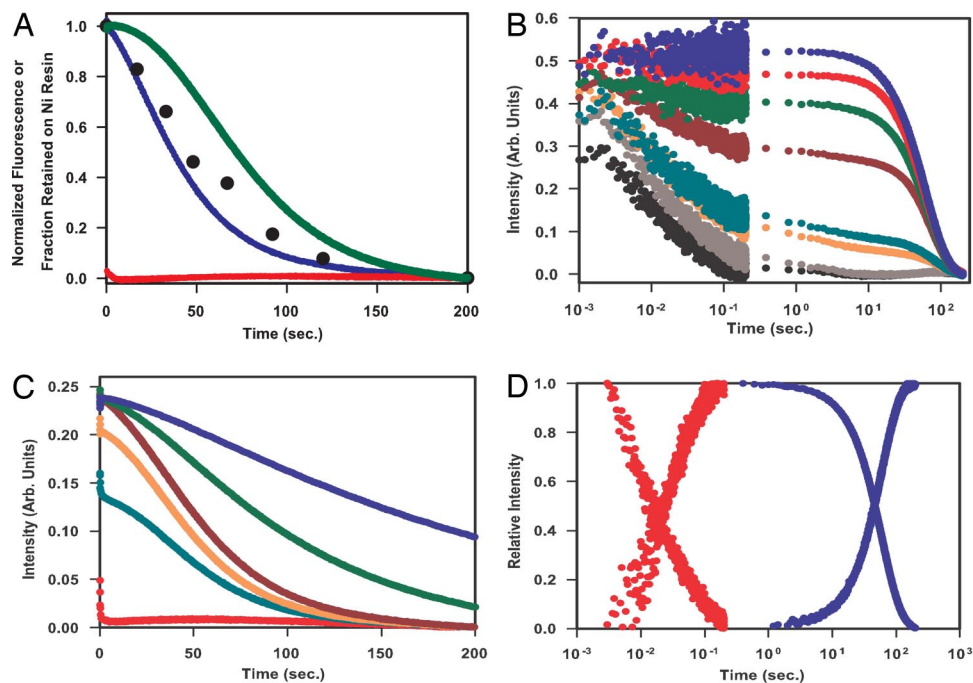 A
Normalized Fluorescence or
Fraction Retained on Ni Resin
1.0
0.8
0.6
0.4
0.2
0.0
0 50 100 150 200
Time (sec.)
B
Intensity (Arb. Units)
0.6
0.5
0.4
0.3
0.2
0.1
0.0
10-3 10-2 10-1 100 101 102
Time (sec.)
C
Intensity (Arb. Units)
0.25
0.20
0.15
0.10
0.05
0.00
0 50 100 150 200
Time (sec.)
D
Relative Intensity
1.0
0.8
0.6
0.4
0.2
0.0
10-3 10-2 10-1 100 101 102 103
Time (sec.)